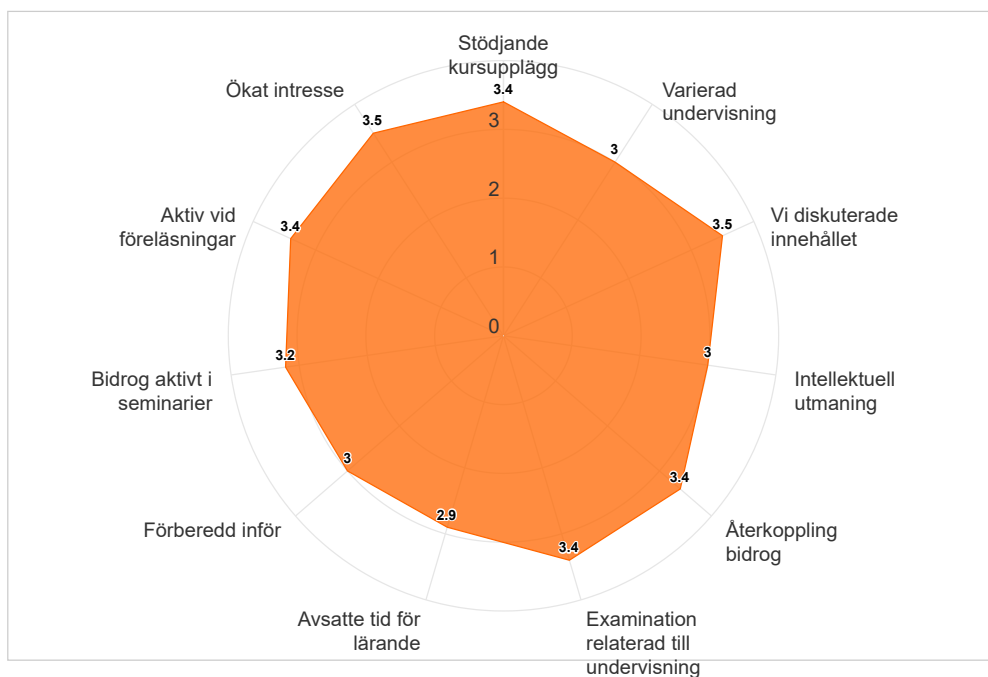 Stödjande
kursupplägg
3.4
Varierad
undervisning
3
Vi diskuterade
innehållet
3.5
Intellektuell
utmaning
3
Återkoppling
bidrog
3.4
Examination
relaterad till
undervisning
3.4
Avsatte tid för
lärande
2.9
Förberedd inför
3
Bidrog aktivt i
seminarier
3.2
Aktiv vid
föreläsningar
3.4
Ökat intresse
3.5
3
2
1
0